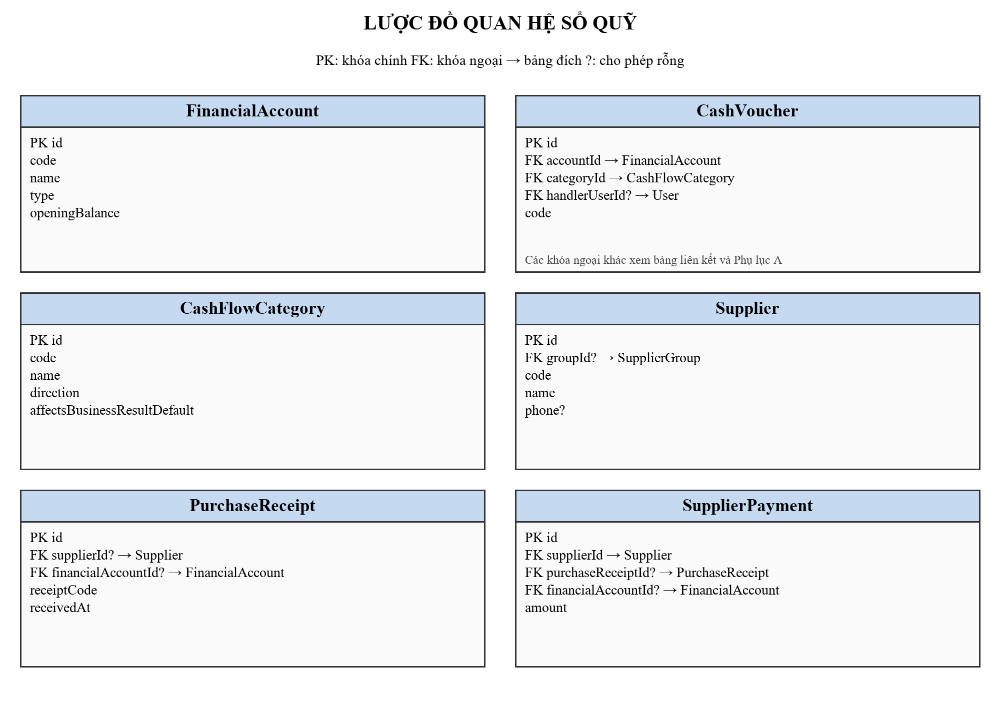 LƯỢC ĐỒ QUAN HỆ SỔ QUỸ
PK: khóa chính FK: khóa ngoại → bảng đích ?: cho phép rỗng
FinancialAccount
PK id
code
name
type
openingBalance
CashVoucher
PK id
FK accountId → FinancialAccount
FK categoryId → CashFlowCategory
FK handlerUserId? → User
code
Các khóa ngoại khác xem bảng liên kết và Phụ lục A
CashFlowCategory
PK id
code
name
direction
affectsBusinessResultDefault
Supplier
PK id
FK groupId? → SupplierGroup
code
name
phone?
PurchaseReceipt
PK id
FK supplierId? → Supplier
FK financialAccountId? → FinancialAccount
receiptCode
receivedAt
SupplierPayment
PK id
FK supplierId → Supplier
FK purchaseReceiptId? → PurchaseReceipt
FK financialAccountId? → FinancialAccount
amount